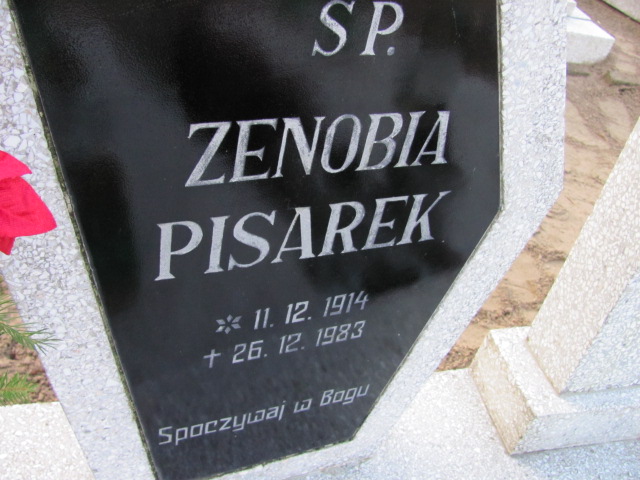 SP.
ZENOBIA
PISAREK
* 11. 12. 1914
+ 26. 12. 1983
Spoczywaj w Bogu